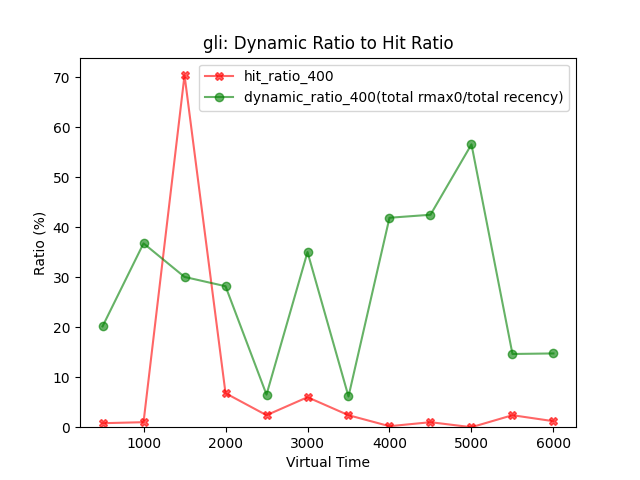 gli: Dynamic Ratio to Hit Ratio
hit_ratio_400
dynamic_ratio_400(total rmax0/total recency)
Ratio (%)
70
60
50
40
30
20
10
0
1000 2000 3000 4000 5000 6000
Virtual Time